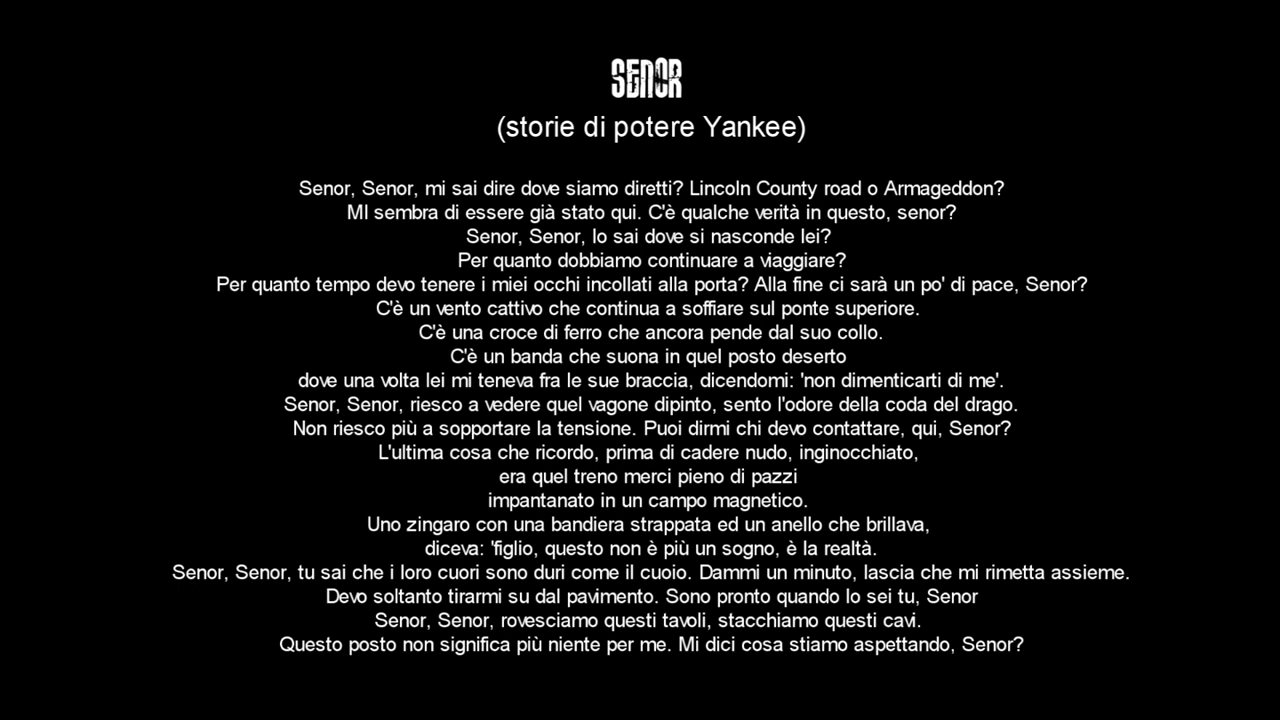 SENOR
(storie di potere Yankee)
Senor, Senor, mi sai dire dove siamo diretti? Lincoln County road o Armageddon?
MI sembra di essere già stato qui. C'è qualche verità in questo, senor?
Senor, Senor, lo sai dove si nasconde lei?
Per quanto dobbiamo continuare a viaggiare?
Per quanto tempo devo tenere i miei occhi incollati alla porta? Alla fine ci sarà un po' di pace, Senor?
C'è un vento cattivo che continua a soffiare sul ponte superiore.
C'è una croce di ferro che ancora pende dal suo collo.
C'è un banda che suona in quel posto deserto
dove una volta lei mi teneva fra le sue braccia, dicendomi: 'non dimenticarti di me'.
Senor, Senor, riesco a vedere quel vagone dipinto, sento l'odore della coda del drago.
Non riesco più a sopportare la tensione. Puoi dirmi chi devo contattare, qui, Senor?
L'ultima cosa che ricordo, prima di cadere nudo, inginocchiato,
era quel treno merci pieno di pazzi
impantanato in un campo magnetico.
Uno zingaro con una bandiera strappata ed un anello che brillava,
diceva: 'figlio, questo non è più un sogno, è la realtà.
Senor, Senor, tu sai che i loro cuori sono duri come il cuoio. Dammi un minuto, lascia che mi rimetta assieme.
Devo soltanto tirarmi su dal pavimento. Sono pronto quando lo sei tu, Senor
Senor, Senor, rovesciamo questi tavoli, stacchiamo questi cavi.
Questo posto non significa più niente per me. Mi dici cosa stiamo aspettando, Senor?